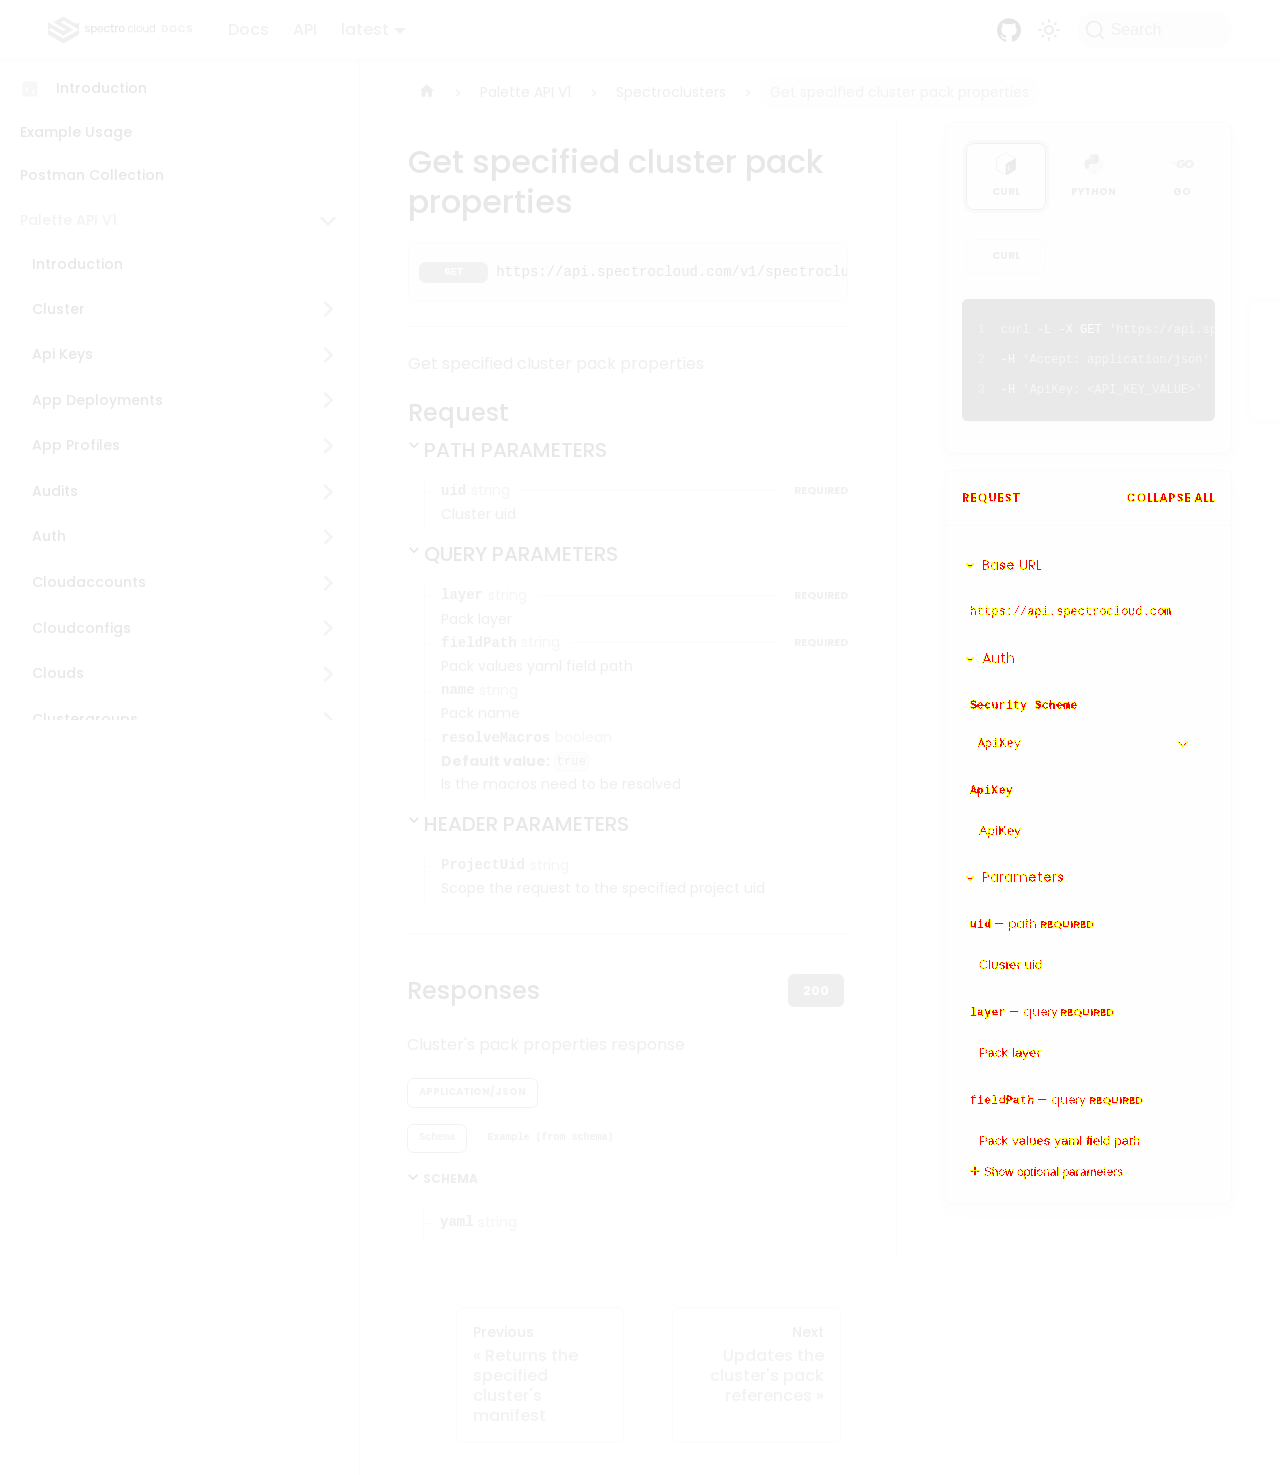 spectro cloud DOCS
Docs
API
latest
Search
Introduction
Example Usage
Postman Collection
Palette API V1
Introduction
Cluster
Api Keys
App Deployments
App Profiles
Audits
Auth
Cloudaccounts
Cloudconfigs
Clouds
Clustergroups
Palette API V1
Spectroclusters
Get specified cluster pack properties
Get specified cluster pack
properties
GET https://api.spectrocloud.com/v1/spectroclu
Get specified cluster pack properties
Request
PATH PARAMETERS
uid string REQUIRED
Cluster uid
QUERY PARAMETERS
layer string REQUIRED
Pack layer
fieldPath string REQUIRED
Pack values yaml field path
name string
Pack name
resolveMacros boolean
Default value: true
Is the macros need to be resolved
HEADER PARAMETERS
ProjectUid string
Scope the request to the specified project uid
Responses
200
Cluster's pack properties response
APPLICATION/JSON
Schema
Example (from schema)
SCHEMA
yaml string
Previous
« Returns the
specified
cluster's
manifest
Next
Updates the
cluster's pack
references »
CURL
PYTHON
GO
CURL
1 curl -L -X GET 'https://api.sp
2 -H 'Accept: application/json'
3 -H 'ApiKey: <API_KEY_VALUE>'
REQUEST
COLLAPSE ALL
Base URL
https://api.spectrocloud.com
Auth
Security Scheme
ApiKey
ApiKey
ApiKey
Parameters
uid — path REQUIRED
Cluster uid
layer — query REQUIRED
Pack layer
fieldPath — query REQUIRED
Pack values yaml field path
Show optional parameters